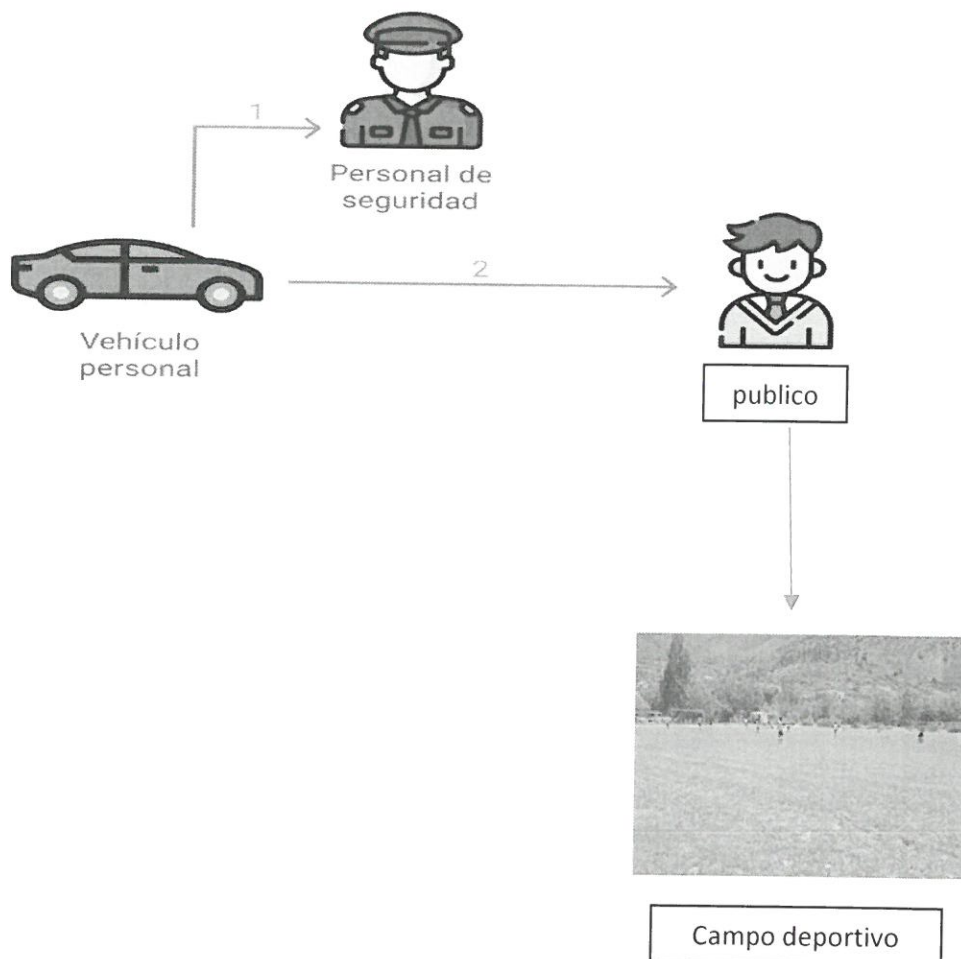 1
Personal de
seguridad
2
Vehículo
personal
publico
Campo deportivo